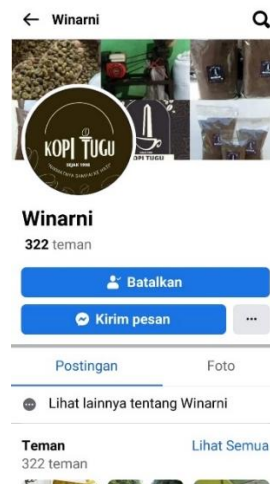 Winarni
KOPI TUGU
SEJAK 1998
KOPI TUGU
Winarni
322 teman
Batalkan
Kirim pesan
Postingan
Foto
Lihat lainnya tentang Winarni
Teman
Lihat Semua
322 teman